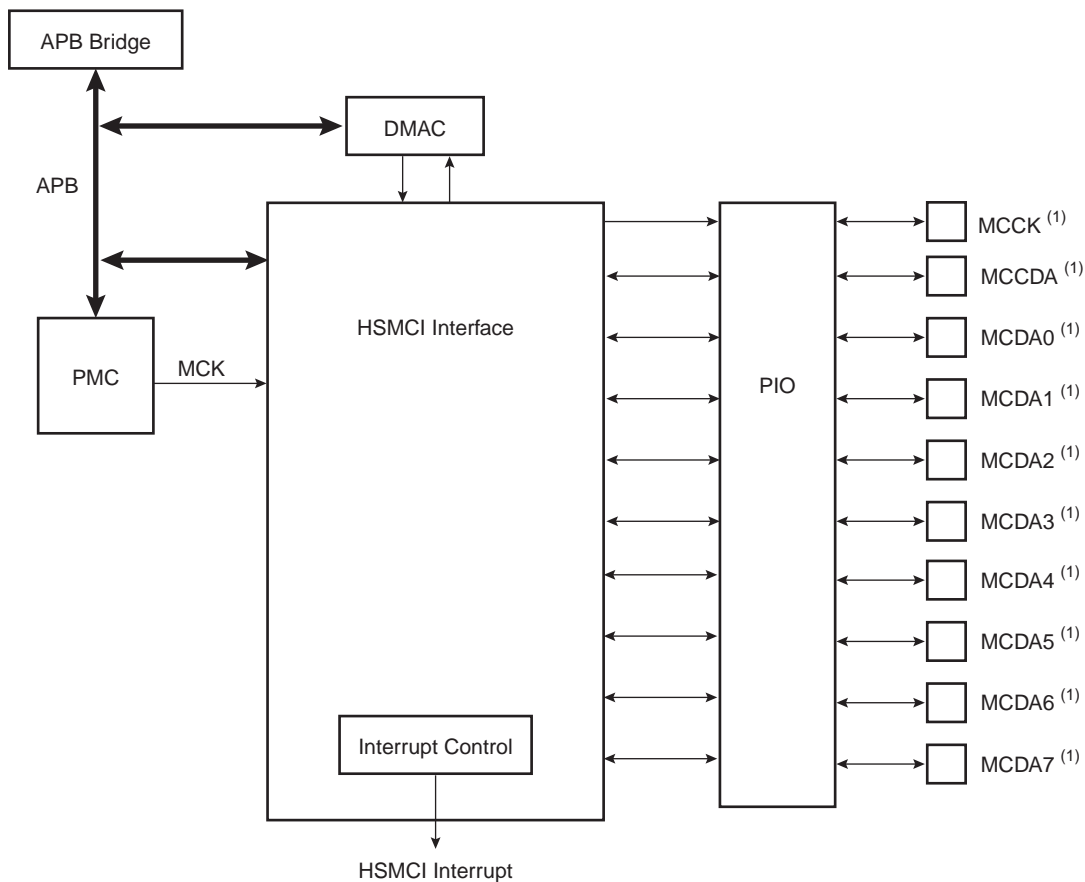 APB Bridge
DMAC
APB
MCCK (1)
MCCDA (1)
HSMCI Interface
MCDA0 (1)
PMC
MCK
PIO
MCDA1 (1)
MCDA2 (1)
MCDA3 (1)
MCDA4 (1)
MCDA5 (1)
MCDA6 (1)
Interrupt Control
MCDA7 (1)
HSMCI Interrupt